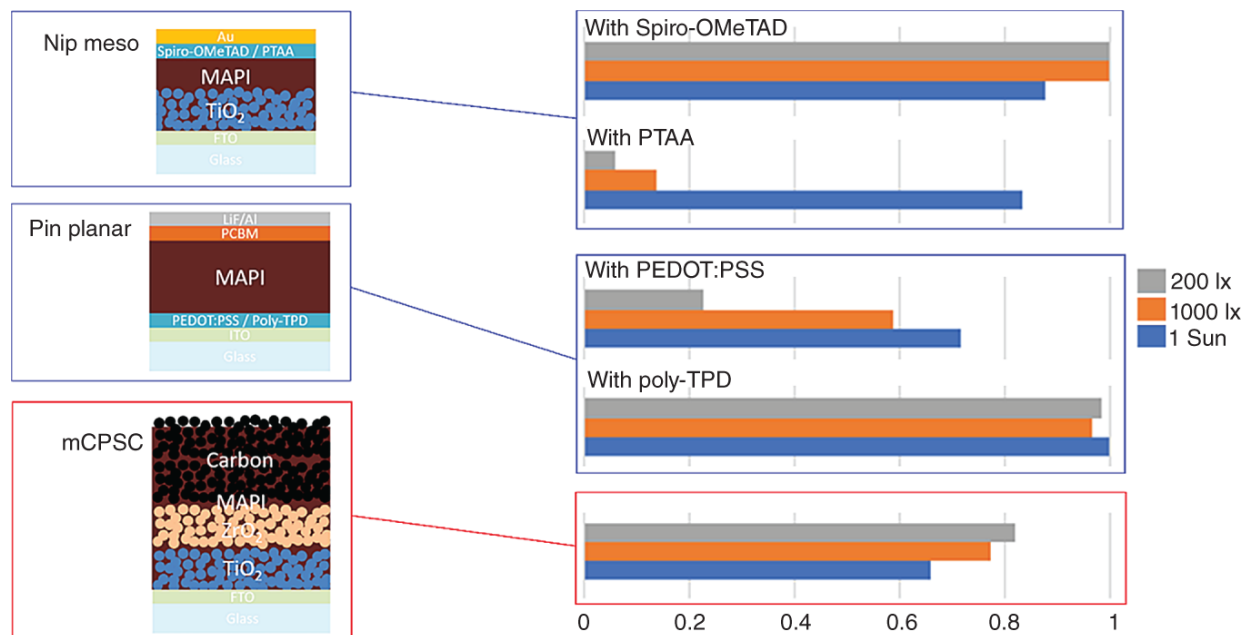 Nip meso
Au
Spiro-OMeTAD / PTAA
MAPI
TiO₂
FTO
Glass
With Spiro-OMeTAD
With PTAA
Pin planar
LiF/Al
PCBM
MAPI
PEDOT:PSS / Poly-TPD
ITO
Glass
With PEDOT:PSS
With poly-TPD
200 lx
1000 lx
1 Sun
mCPSC
Carbon
MAPI
ZrO₂
TiO₂
FTO
Glass
0 0.2 0.4 0.6 0.8 1